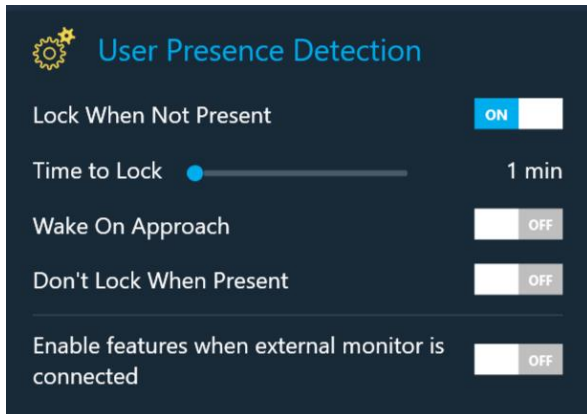 User Presence Detection
Lock When Not Present ON
Time to Lock 1 min
Wake On Approach OFF
Don't Lock When Present OFF
Enable features when external monitor is OFF
connected